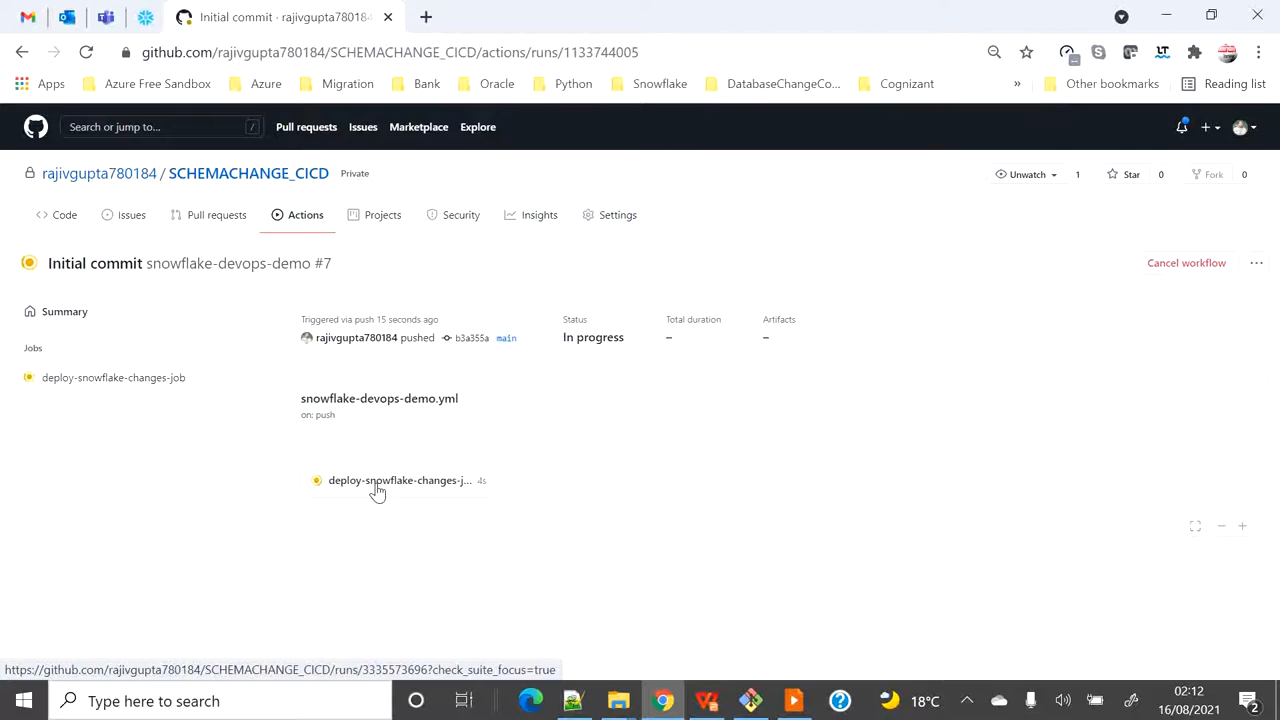 Initial commit · rajivgupta780184
github.com/rajivgupta780184/SCHEMACHANGE_CICD/actions/runs/1133744005
Apps Azure Free Sandbox Azure Migration Bank Oracle Python Snowflake DatabaseChangeCo... Cognizant » Other bookmarks Reading list
Search or jump to... / Pull requests Issues Marketplace Explore
rajivgupta780184 / SCHEMACHANGE_CICD Private Unwatch 1 Star 0 Fork 0
Code Issues Pull requests Actions Projects Security Insights Settings
Initial commit snowflake-devops-demo #7 Cancel workflow ...
Summary
Jobs
deploy-snowflake-changes-job
Triggered via push 15 seconds ago Status Total duration Artifacts
rajivgupta780184 pushed b3a355a main In progress – –
snowflake-devops-demo.yml
on: push
deploy-snowflake-changes-j... 4s
https://github.com/rajivgupta780184/SCHEMACHANGE_CICD/runs/3335573696?check_suite_focus=true
Type here to search 18°C 02:12
16/08/2021 2